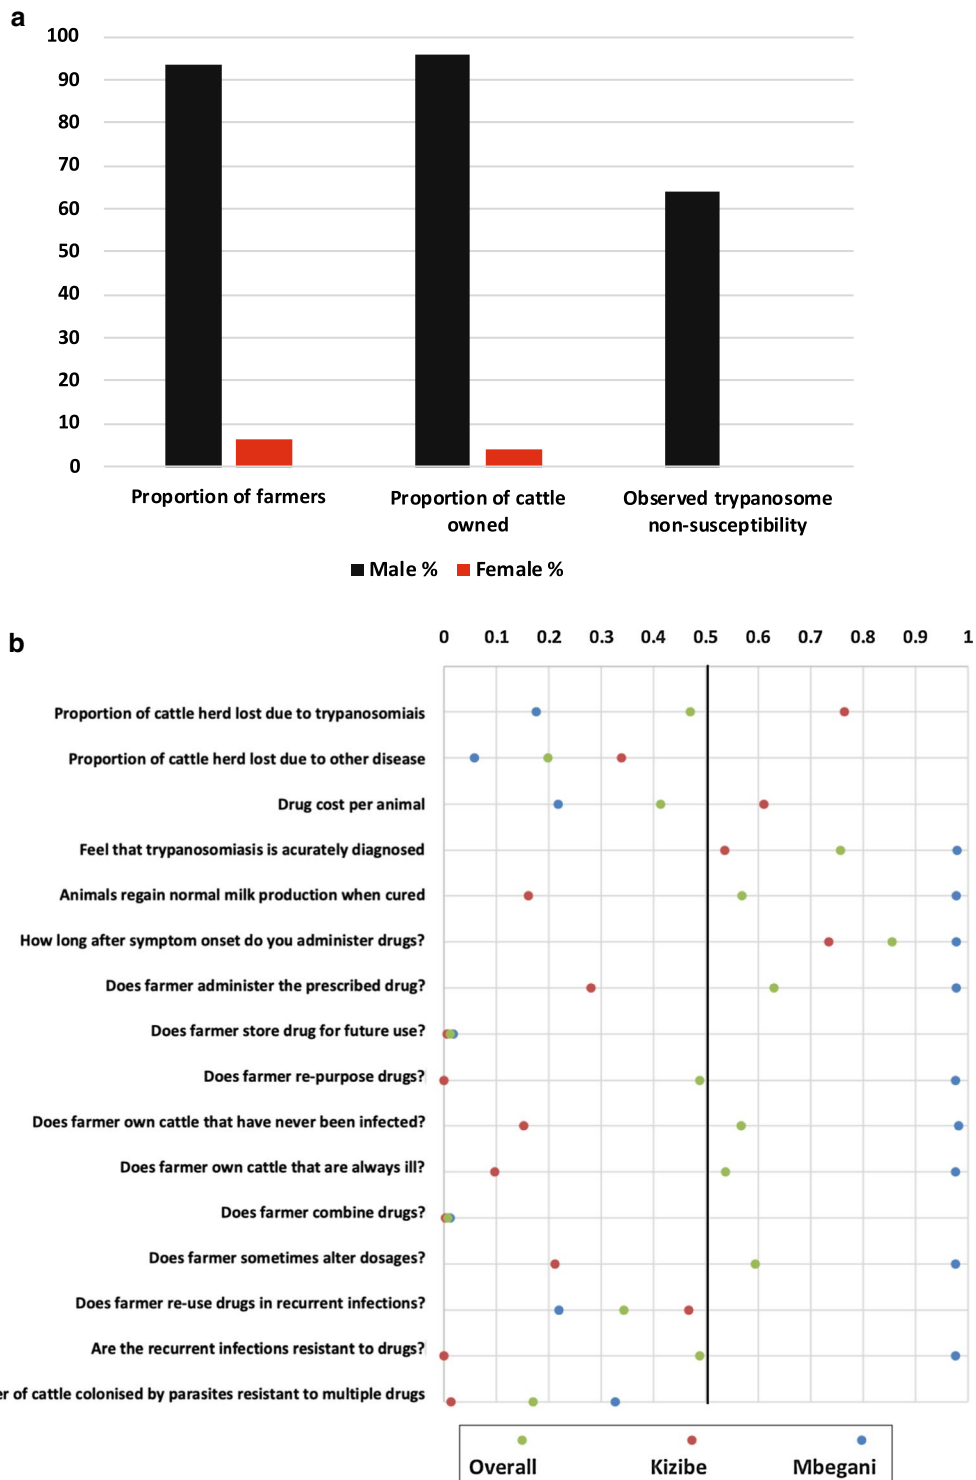 a
100
90
80
70
60
50
40
30
20
10
0
Proportion of farmers
Proportion of cattle
owned
Observed trypanosome
non-susceptibility
Male %
Female %
b
0 0.1 0.2 0.3 0.4 0.5 0.6 0.7 0.8 0.9 1
Proportion of cattle herd lost due to trypanosomiais
Proportion of cattle herd lost due to other disease
Drug cost per animal
Feel that trypanosomiasis is acurately diagnosed
Animals regain normal milk production when cured
How long after symptom onset do you administer drugs?
Does farmer administer the prescribed drug?
Does farmer store drug for future use?
Does farmer re-purpose drugs?
Does farmer own cattle that have never been infected?
Does farmer own cattle that are always ill?
Does farmer combine drugs?
Does farmer sometimes alter dosages?
Does farmer re-use drugs in recurrent infections?
Are the recurrent infections resistant to drugs?
of cattle colonised by parasites resistant to multiple drugs
Overall Kizibe Mbegani